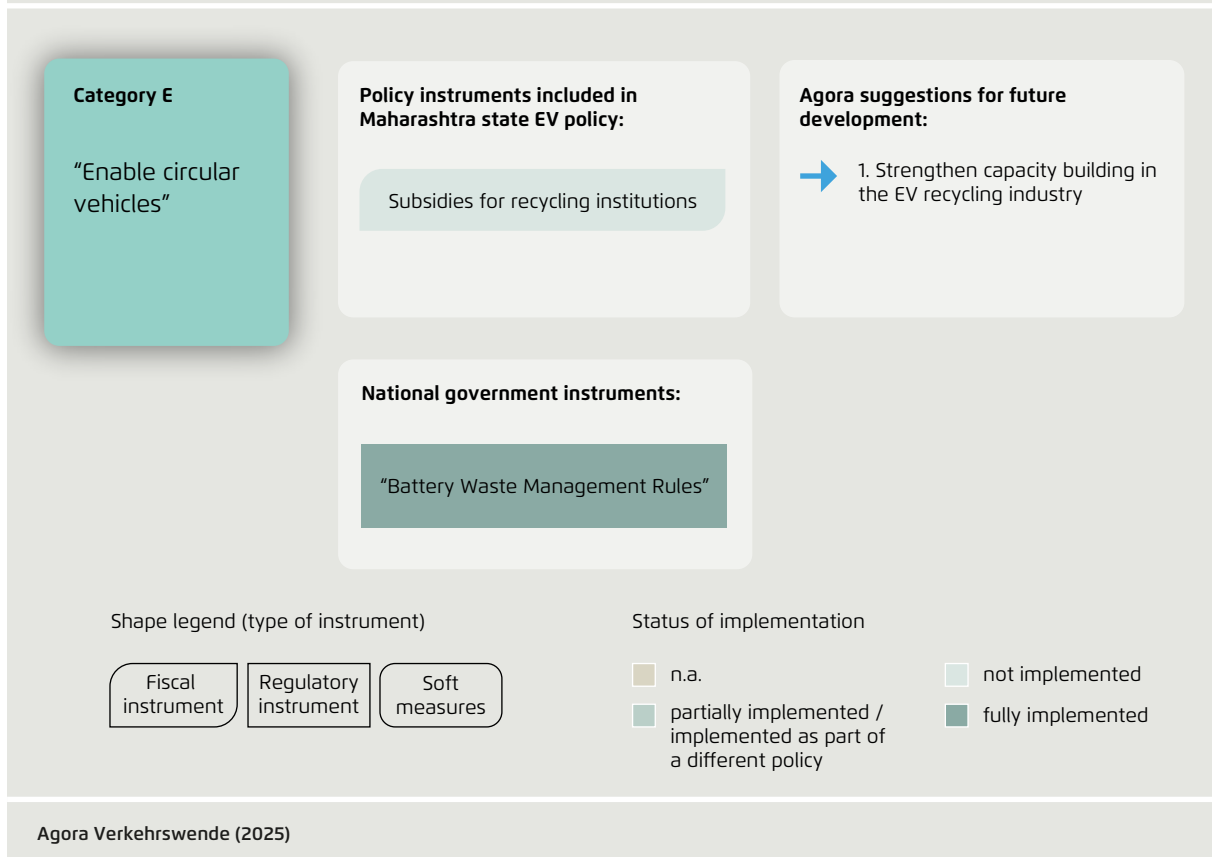 Category E
“Enable circular
vehicles”
Policy instruments included in
Maharashtra state EV policy:
Subsidies for recycling institutions
Agora suggestions for future
development:
1. Strengthen capacity building in
the EV recycling industry
National government instruments:
“Battery Waste Management Rules”
Shape legend (type of instrument)
Fiscal
instrument
Regulatory
instrument
Soft
measures
Status of implementation
n.a.
partially implemented /
implemented as part of
a different policy
not implemented
fully implemented
Agora Verkehrswende (2025)